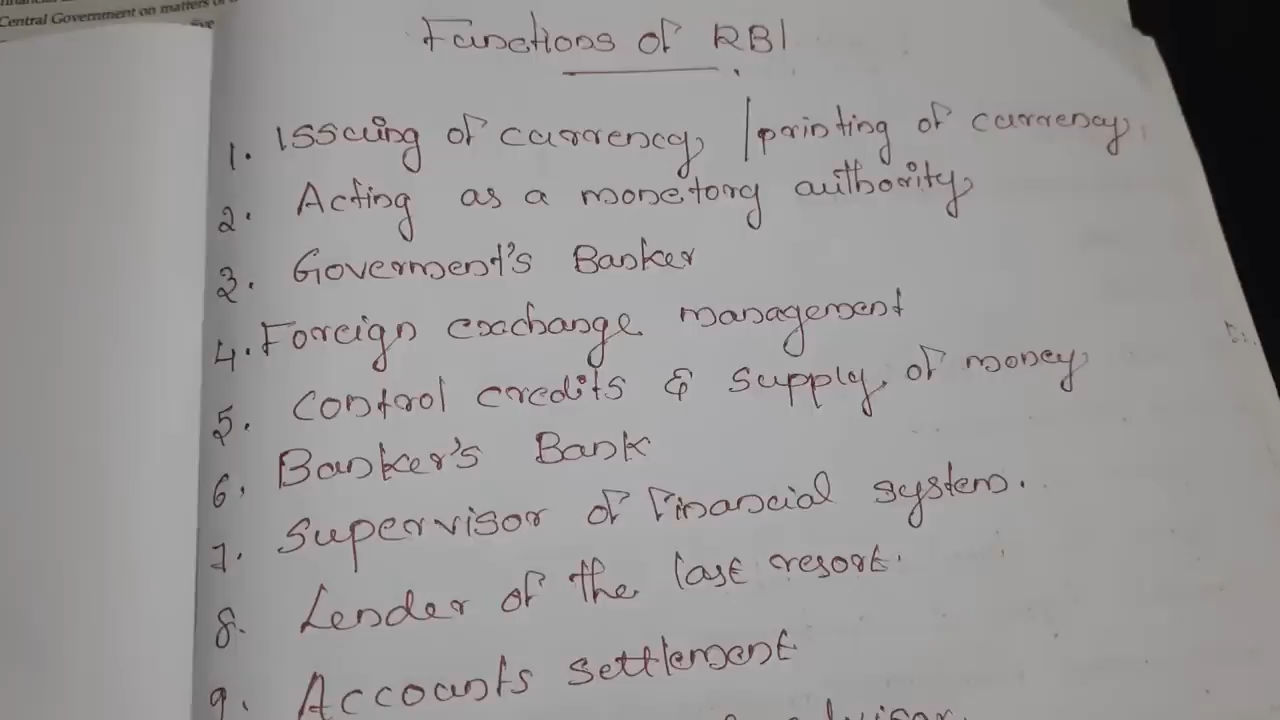 Central Government on matters of
Functions of RBI
1. Issuing of currency /printing of currency.
2. Acting as a monetory authority
3. Goverment's Banker
4. Foreign exchange management
5. Control credits & supply of money
6. Banker's Bank
7. Supervisor of Financial system.
8. Lender of the last resort.
9. Accounts settlement